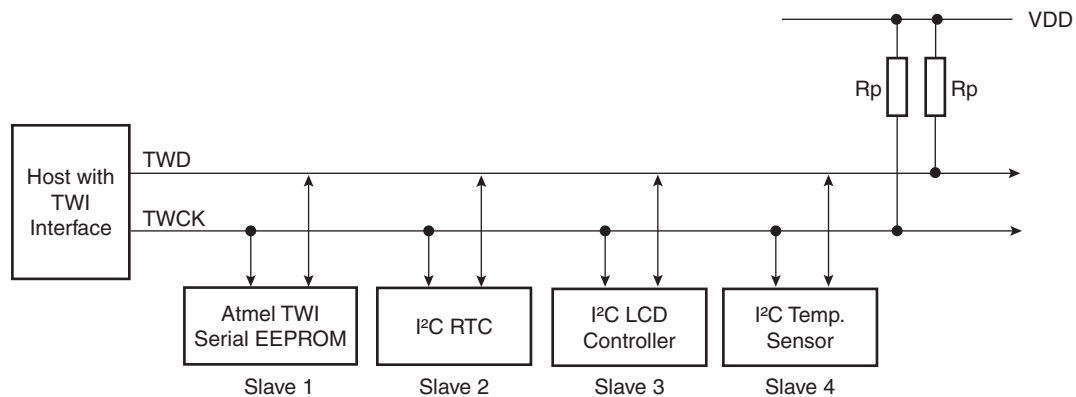 VDD
Rp
Rp
Host with
TWI
Interface
TWD
TWCK
Atmel TWI
Serial EEPROM
Slave 1
I²C RTC
Slave 2
I²C LCD
Controller
Slave 3
I²C Temp.
Sensor
Slave 4